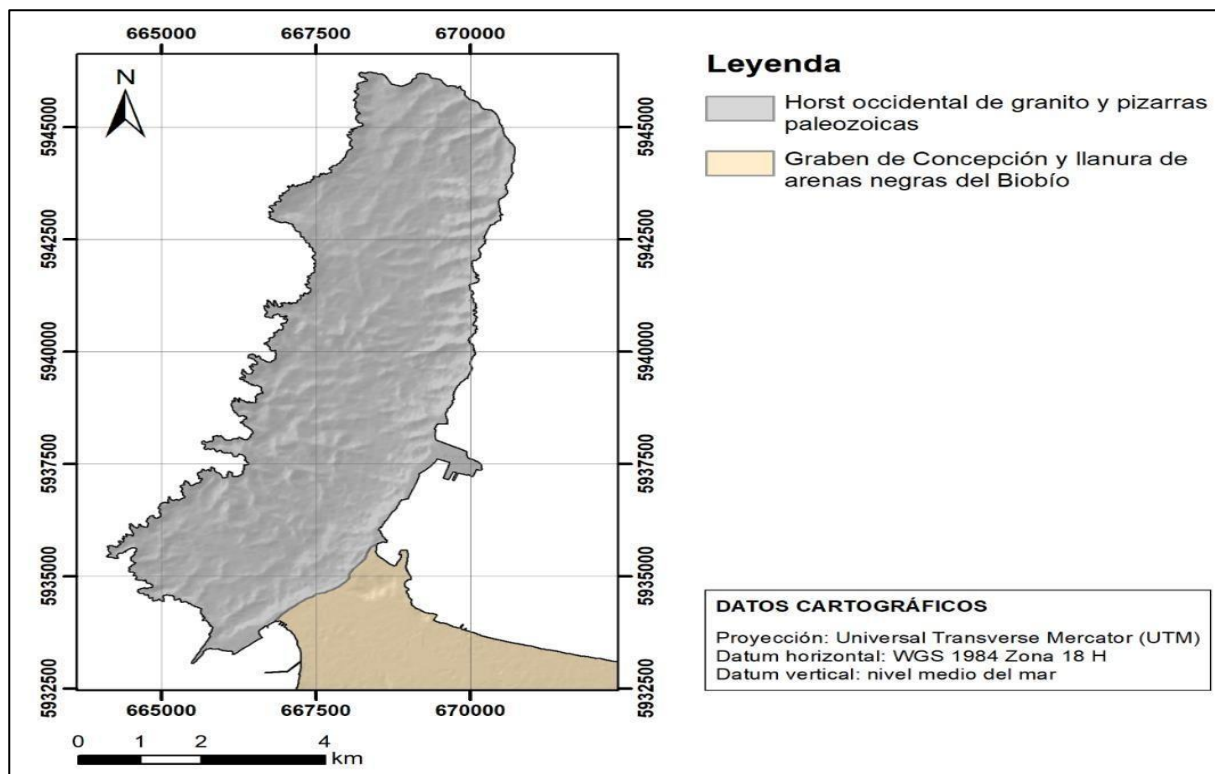 665000 667500 670000
N
5945000
5942500
5940000
5937500
5935000
5932500
5945000
5942500
5940000
5937500
5935000
5932500
665000 667500 670000
0 1 2 4
km
Leyenda
Horst occidental de granito y pizarras
paleozoicas
Graben de Concepción y llanura de
arenas negras del Biobío
DATOS CARTOGRÁFICOS
Proyección: Universal Transverse Mercator (UTM)
Datum horizontal: WGS 1984 Zona 18 H
Datum vertical: nivel medio del mar